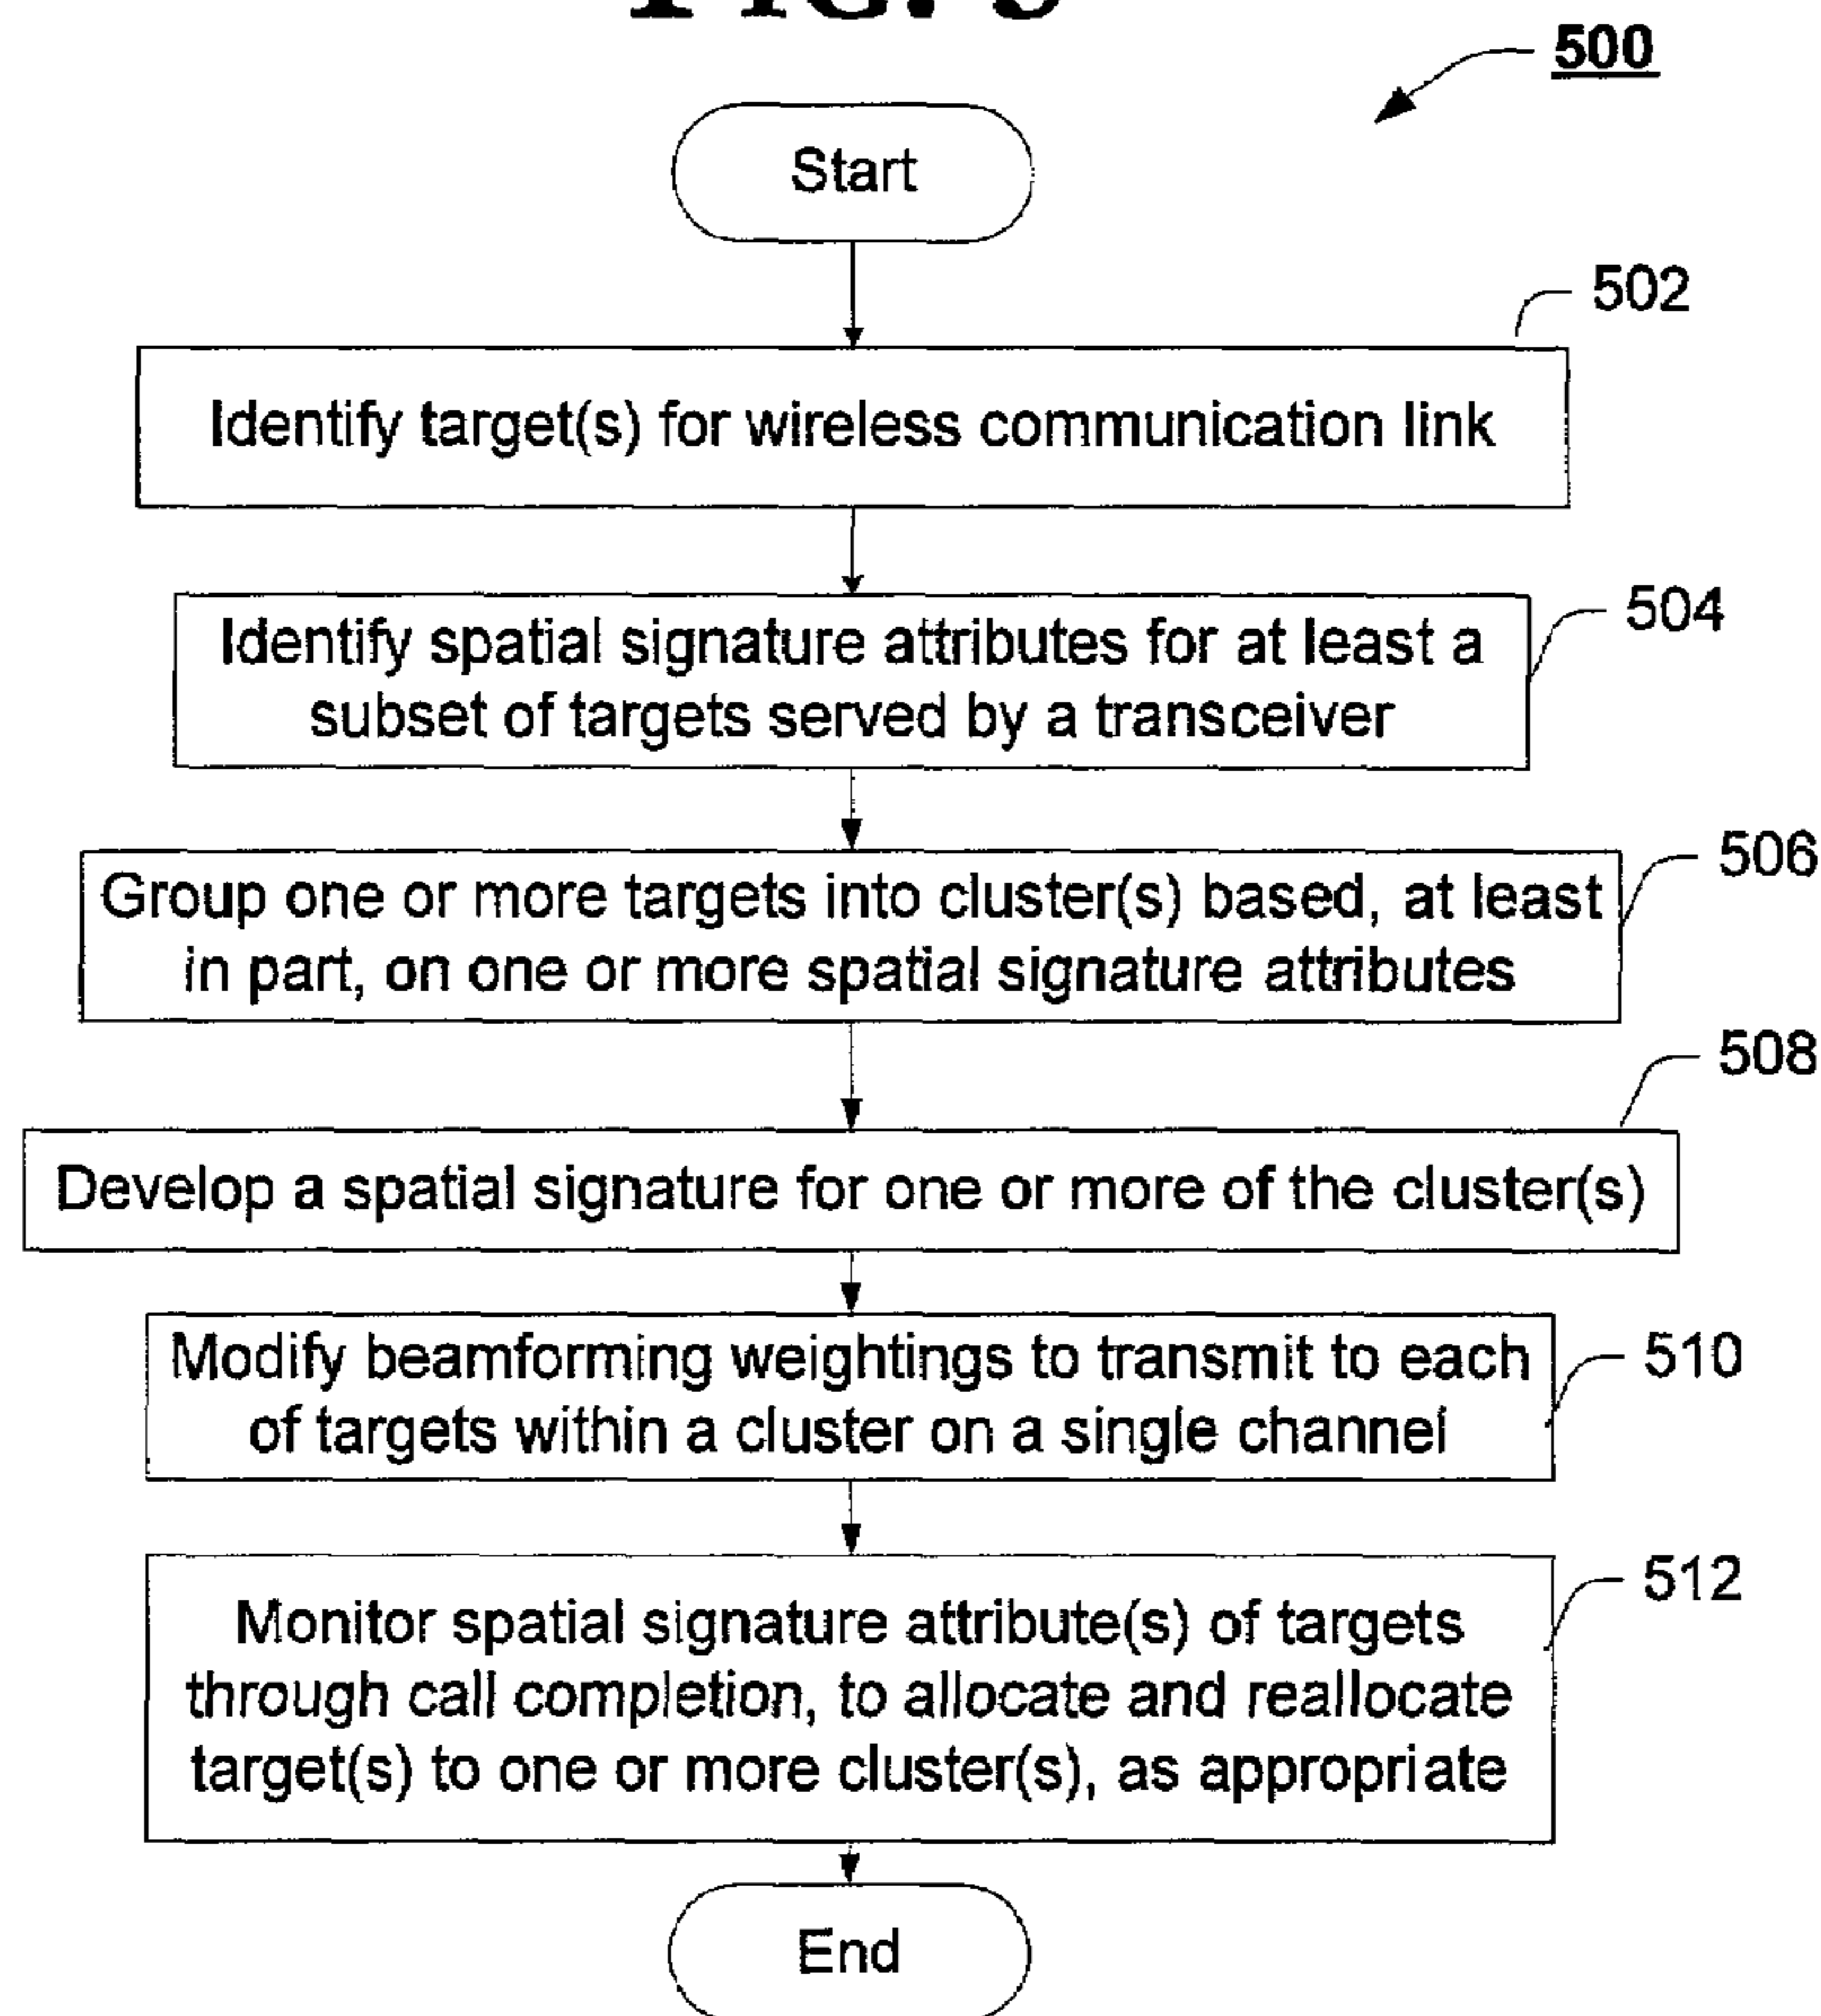 500
Start
502
Identify target(s) for wireless communication link
504
Identify spatial signature attributes for at least a
subset of targets served by a transceiver
506
Group one or more targets into cluster(s) based, at least
in part, on one or more spatial signature attributes
508
Develop a spatial signature for one or more of the cluster(s)
510
Modify beamforming weightings to transmit to each
of targets within a cluster on a single channel
512
Monitor spatial signature attribute(s) of targets
through call completion, to allocate and reallocate
target(s) to one or more cluster(s), as appropriate
End